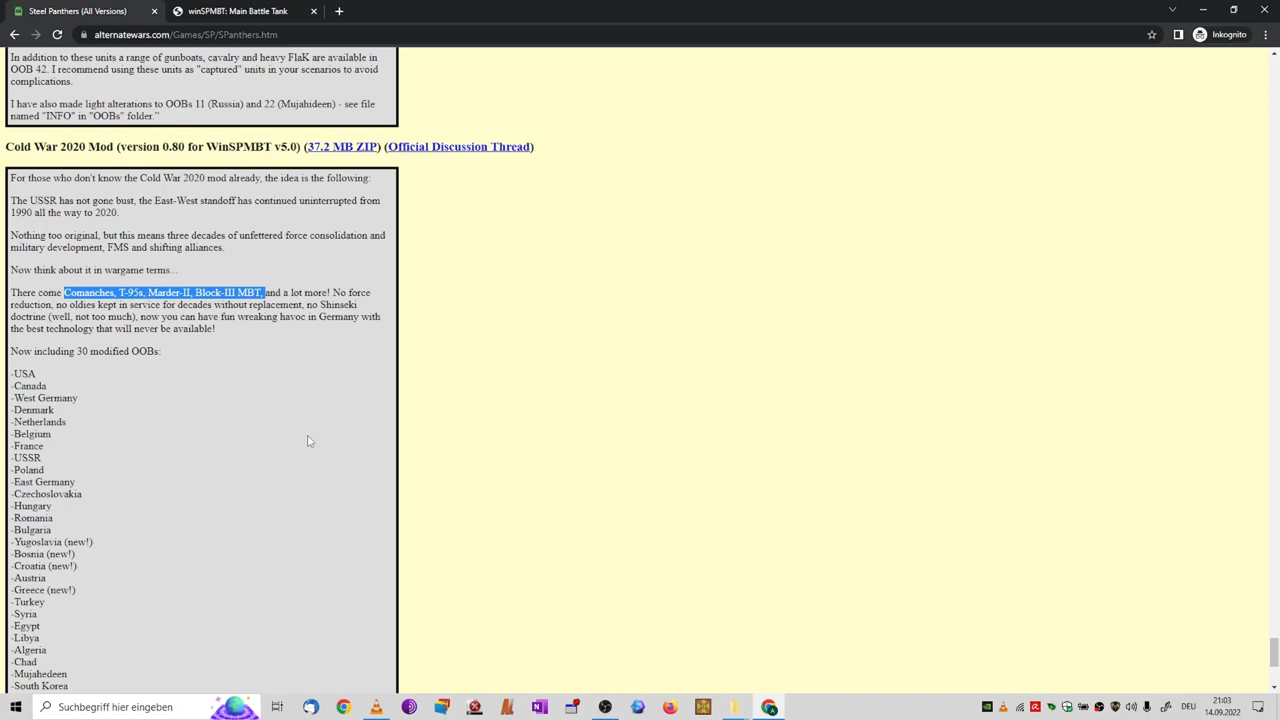 Steel Panthers (All Versions)
winSPMBT - Main Battle Tank
alternatewars.com/Games/SP/SPanthers.htm
Inkognito
In addition to these units a range of gunboats, cavalry and heavy FlaK are available in
OOB 42. I recommend using these units as "captured" units in your scenarios to avoid
complications.
I have also made light alterations to OOBs 11 (Russia) and 22 (Mujahideen) - see file
named "INFO" in "OOBs" folder.”
Cold War 2020 Mod (version 0.80 for WinSPMBT v5.0) (37.2 MB ZIP) (Official Discussion Thread)
For those who don't know the Cold War 2020 mod already, the idea is the following:
The USSR has not gone bust, the East-West standoff has continued uninterrupted from
1990 all the way to 2020.
Nothing too original, but this means three decades of unfettered force consolidation and
military development, FMS and shifting alliances.
Now think about it in wargame terms...
There come Comanches, T-95s, Marder-II, Block-III MBT, and a lot more! No force
reduction, no oldies kept in service for decades without replacement, no Shinseki
doctrine (well, not too much), now you can have fun wreaking havoc in Germany with
the best technology that will never be available!
Now including 30 modified OOBs:
-USA
-Canada
-West Germany
-Denmark
-Netherlands
-Belgium
-France
-USSR
-Poland
-East Germany
-Czechoslovakia
-Hungary
-Romania
-Bulgaria
-Yugoslavia (new!)
-Bosnia (new!)
-Croatia (new!)
-Austria
-Greece (new!)
-Turkey
-Syria
-Egypt
-Libya
-Algeria
-Chad
-Mujahedeen
-South Korea
Suchbegriff hier eingeben
DEU
21:03
14.09.2022